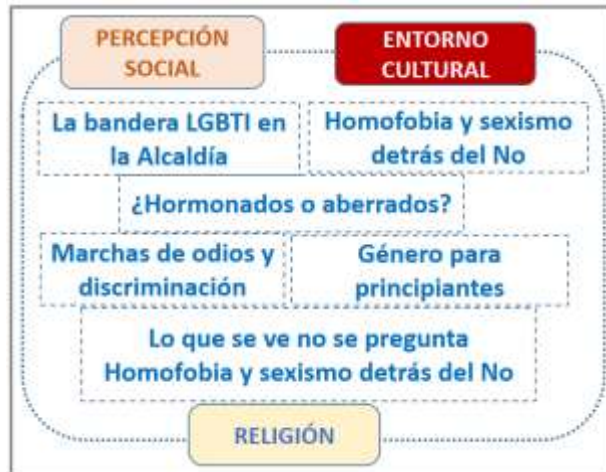 PERCEPCIÓN
SOCIAL
ENTORNO
CULTURAL
La bandera LGBTI en
la Alcaldía
Homofobia y sexismo
detrás del No
¿Hormonados o aberrados?
Marchas de odios y
discriminación
Género para
principiantes
Lo que se ve no se pregunta
Homofobia y sexismo detrás del No
RELIGIÓN